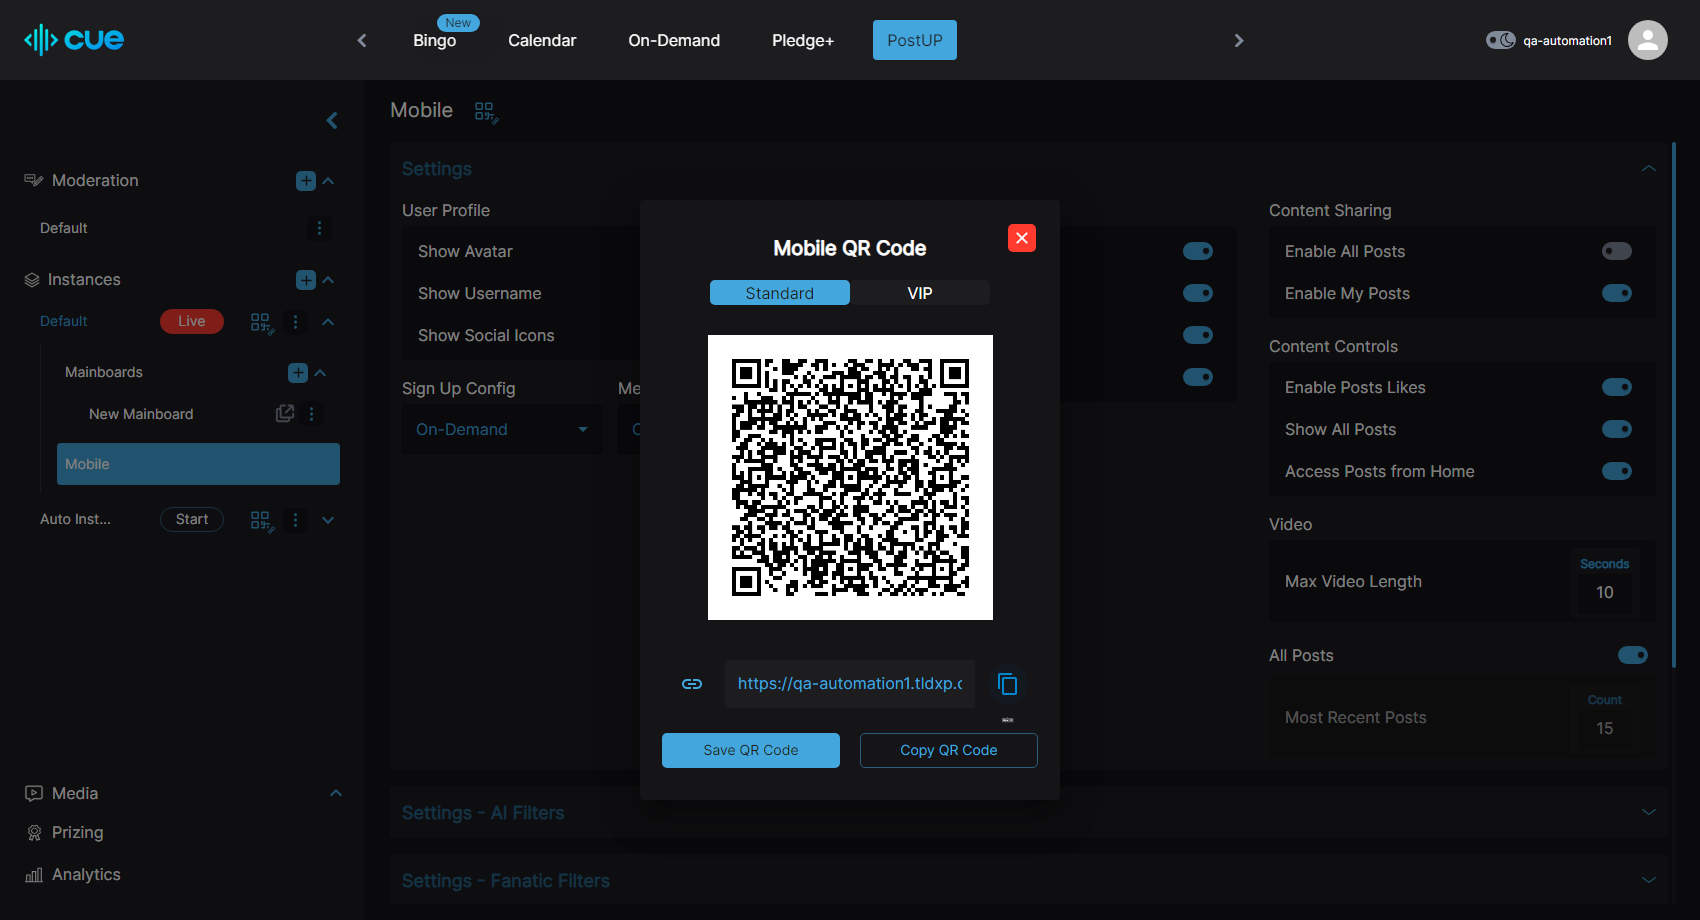 cue
New
Bingo
Calendar
On-Demand
Pledge+
PostUP
qa-automation1
Mobile
Moderation
Default
Instances
Default
Live
Mainboards
New Mainboard
Mobile
Auto Inst...
Start
Media
Prizing
Analytics
Settings
User Profile
Show Avatar
Show Username
Show Social Icons
Sign Up Config
On-Demand
Me
Mobile QR Code
Standard
VIP
https://qa-automation1.tldxp.c
Save QR Code
Copy QR Code
Content Sharing
Enable All Posts
Enable My Posts
Content Controls
Enable Posts Likes
Show All Posts
Access Posts from Home
Video
Max Video Length
Seconds
10
All Posts
Most Recent Posts
Count
15
Settings - AI Filters
Settings - Fanatic Filters